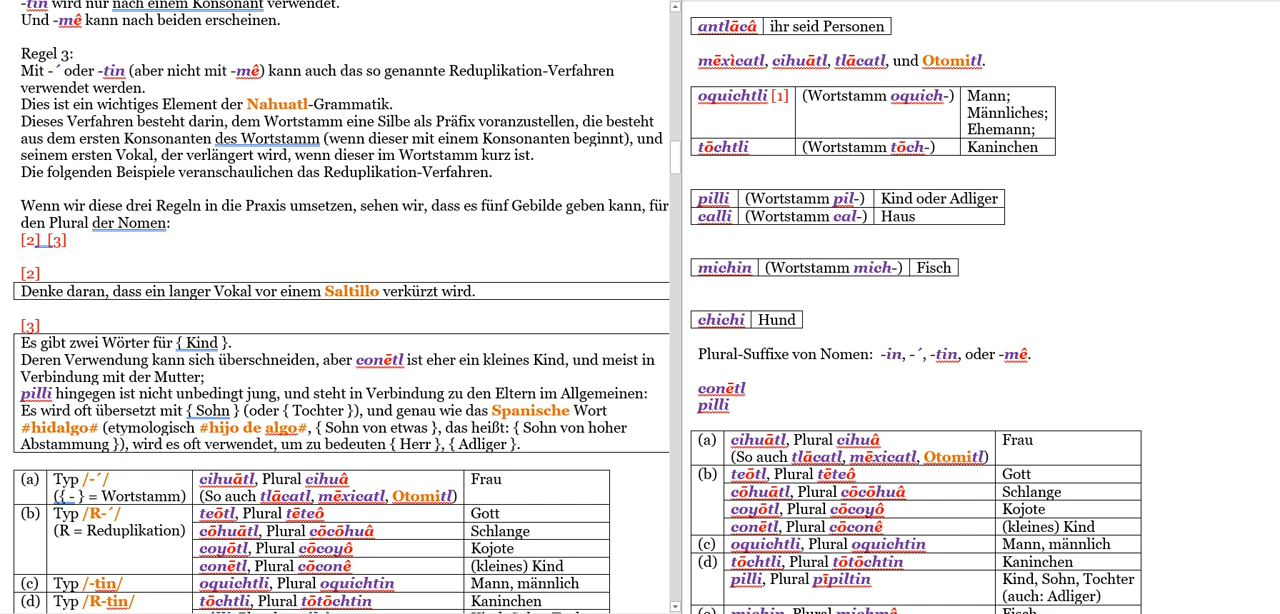 -tin wird nur nach einem Konsonant verwendet.
Und -mê kann nach beiden erscheinen.
Regel 3:
Mit -´ oder -tin (aber nicht mit -mê) kann auch das so genannte Reduplikation-Verfahren
verwendet werden.
Dies ist ein wichtiges Element der Nahuatl-Grammatik.
Dieses Verfahren besteht darin, dem Wortstamm eine Silbe als Präfix voranzustellen, die besteht
aus dem ersten Konsonanten des Wortstamm (wenn dieser mit einem Konsonanten beginnt), und
seinem ersten Vokal, der verlängert wird, wenn dieser im Wortstamm kurz ist.
Die folgenden Beispiele veranschaulichen das Reduplikation-Verfahren.
Wenn wir diese drei Regeln in die Praxis umsetzen, sehen wir, dass es fünf Gebilde geben kann, für
den Plural der Nomen:
[2] [3]
[2]
Denke daran, dass ein langer Vokal vor einem Saltillo verkürzt wird.
[3]
Es gibt zwei Wörter für { Kind }.
Deren Verwendung kann sich überschneiden, aber conētl ist eher ein kleines Kind, und meist in
Verbindung mit der Mutter;
pilli hingegen ist nicht unbedingt jung, und steht in Verbindung zu den Eltern im Allgemeinen:
Es wird oft übersetzt mit { Sohn } (oder { Tochter }), und genau wie das Spanische Wort
#hidalgo# (etymologisch #hijo de algo#, { Sohn von etwas }, das heißt: { Sohn von hoher
Abstammung }), wird es oft verwendet, um zu bedeuten { Herr }, { Adliger }.
(a) Typ /-´/ cihuātl, Plural cihuâ Frau
({ - } = Wortstamm) (So auch tlācatl, mēxicatl, Otomitl)
(b) Typ /R-´/ teōtl, Plural tēteô Gott
(R = Reduplikation) cōhuātl, Plural cōcōhuâ Schlange
coyōtl, Plural cōcoyô Kojote
conētl, Plural cōconê (kleines) Kind
(c) Typ /-tin/ oquichtli, Plural oquichtin Mann, männlich
(d) Typ /R-tin/ tōchtli, Plural tōtōchtin Kaninchen
antlācâ ihr seid Personen
mēxìcatl, cihuātl, tlācatl, und Otomitl.
oquichtli [1] (Wortstamm oquich-) Mann;
Männliches;
Ehemann;
tōchtli (Wortstamm tōch-) Kaninchen
pilli (Wortstamm pil-) Kind oder Adliger
calli (Wortstamm cal-) Haus
michin (Wortstamm mich-) Fisch
chichi Hund
Plural-Suffixe von Nomen: -in, -´, -tin, oder -mê.
conētl
pilli
(a) cihuātl, Plural cihuâ Frau
(So auch tlācatl, mēxicatl, Otomitl)
(b) teōtl, Plural tēteô Gott
cōhuātl, Plural cōcōhuâ Schlange
coyōtl, Plural cōcoyô Kojote
conētl, Plural cōconê (kleines) Kind
(c) oquichtli, Plural oquichtin Mann, männlich
(d) tōchtli, Plural tōtōchtin Kaninchen
pilli, Plural pīpiltin Kind, Sohn, Tochter
(auch: Adliger)
(e) michin, Plural michmê Fisch